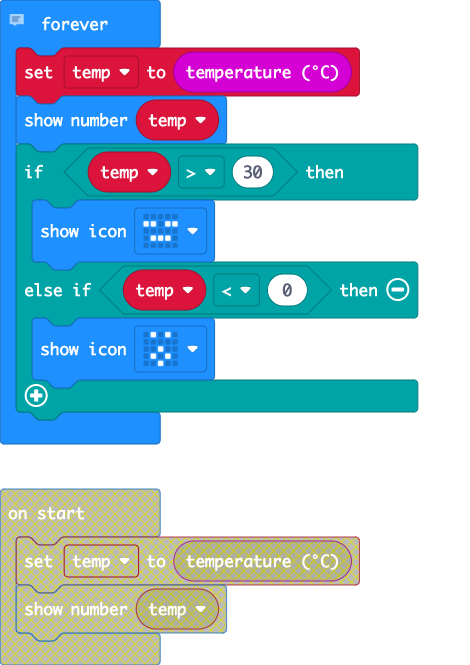 forever
set temp to temperature (°C)
show number temp
if temp > 30 then
show icon
else if temp < 0 then
show icon
on start
set temp to temperature (°C)
show number temp